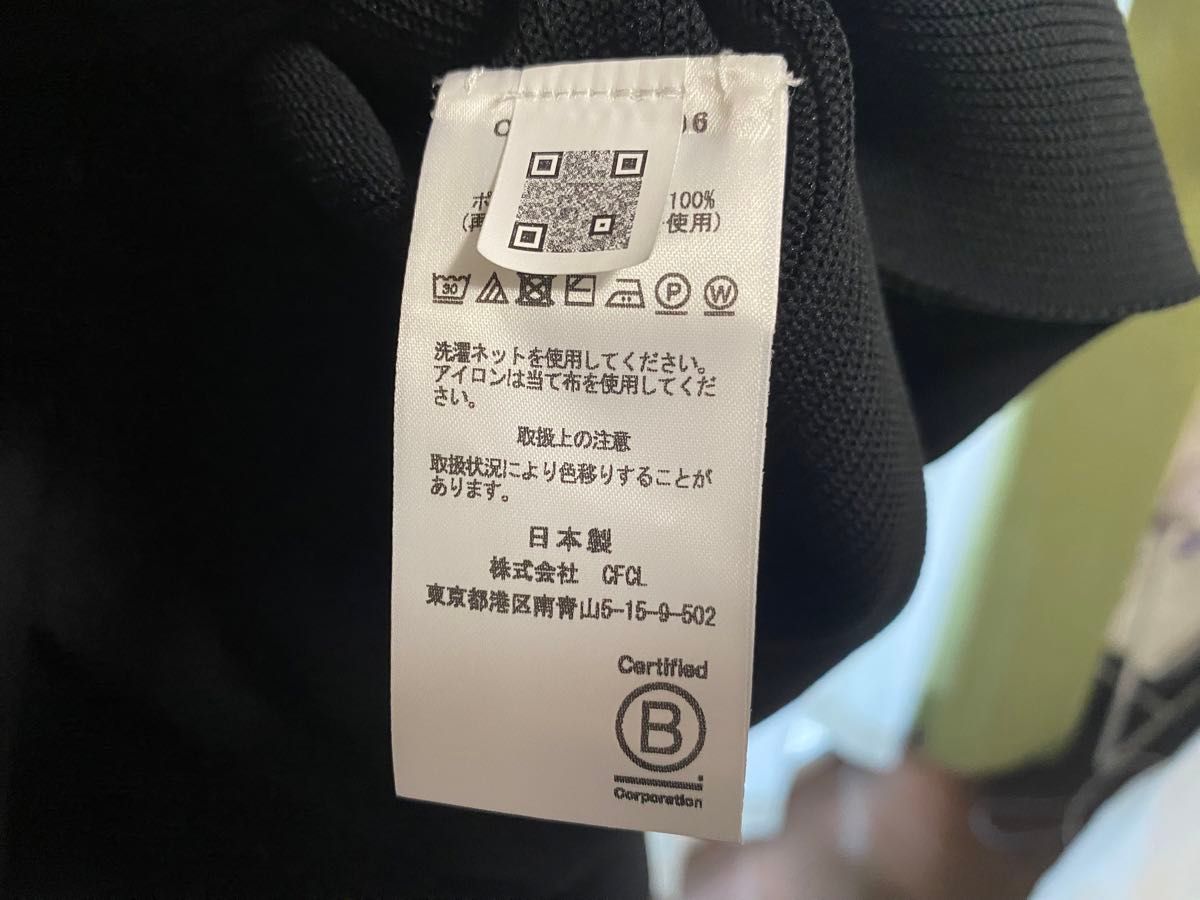 16
100%
使用)
30
P
W
洗濯ネットを使用してください。
アイロンは当て布を使用してくだ
さい。
取扱上の注意
取扱状況により色移りすることが
あります。
日本製
株式会社 CFCL
東京都港区南青山5-15-9-502
Certified
B
Corporation